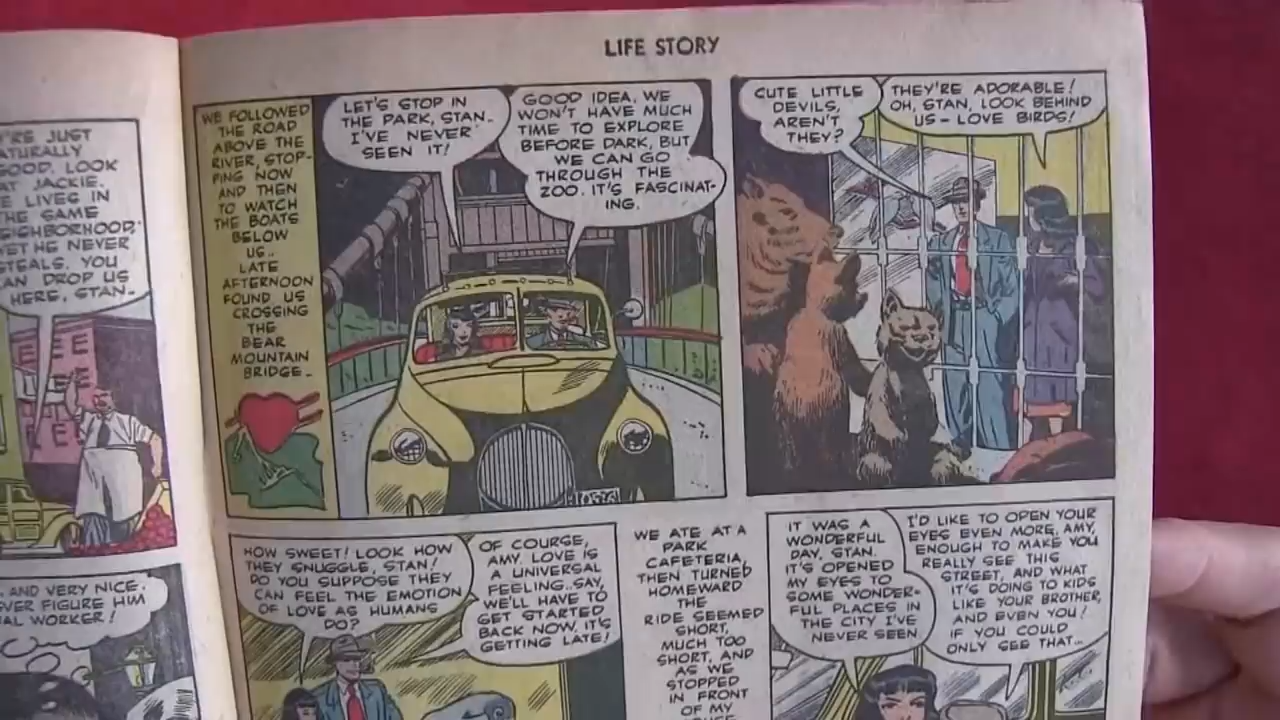 LIFE STORY
'RE JUST
ATURALLY
GOOD. LOOK
AT JACKIE.
E LIVES IN
THE SAME
EIGHBORHOOD,
YET HE NEVER
STEALS. YOU
CAN DROP US
HERE, STAN-
AND VERY NICE.
EVER FIGURE HIM
IAL WORKER!
WE FOLLOWED
THE ROAD
ABOVE THE
RIVER, STOP-
PING NOW
AND THEN
TO WATCH
THE BOATS
BELOW
US..
LATE
AFTERNOON
FOUND US
CROSSING
THE
BEAR
MOUNTAIN
BRIDGE..
LET'S STOP IN
THE PARK, STAN.
I'VE NEVER
SEEN IT!
GOOD IDEA. WE
WON'T HAVE MUCH
TIME TO EXPLORE
BEFORE DARK, BUT
WE CAN GO
THROUGH THE
ZOO. IT'S FASCINAT-
ING.
CUTE LITTLE
DEVILS,
AREN'T
THEY?
THEY'RE ADORABLE!
OH, STAN, LOOK BEHIND
US- LOVE BIRDS!
HOW SWEET! LOOK HOW
THEY SNUGGLE, STAN!
DO YOU SUPPOSE THEY
CAN FEEL THE EMOTION
OF LOVE AS HUMANS
DO?
OF COURSE,
AMY. LOVE IS
A UNIVERSAL
FEELING..SAY,
WE'LL HAVE TO
GET STARTED
BACK NOW. IT'S
GETTING LATE!
WE ATE AT A
PARK
CAFETERIA,
THEN TURNED
HOMEWARD
THE
RIDE SEEMED
SHORT,
MUCH TOO
SHORT, AND
AS WE
STOPPED
IN FRONT
OF MY
IT WAS A
WONDERFUL
DAY, STAN.
IT'S OPENED
MY EYES TO
SOME WONDER-
FUL PLACES IN
THE CITY I'VE
NEVER SEEN.
I'D LIKE TO OPEN YOUR
EYES EVEN MORE, AMY,
ENOUGH TO MAKE YOU
REALLY SEE THIS
STREET, AND WHAT
IT'S DOING TO KIDS
LIKE YOUR BROTHER,
AND EVEN YOU!
IF YOU COULD
ONLY SEE THAT...